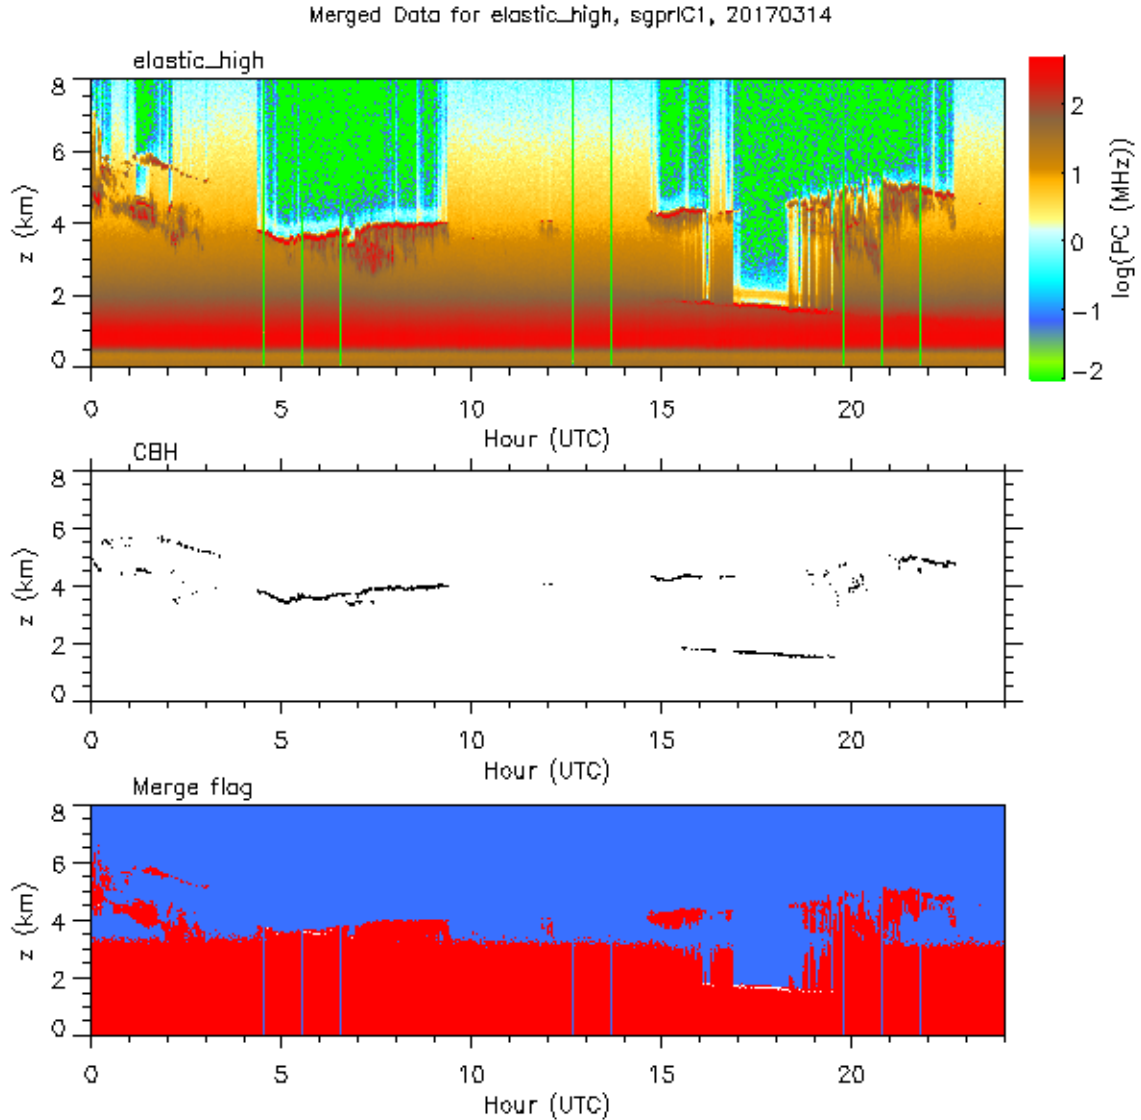 Merged Data for elastic_high, sgprlC1, 20170314
elastic_high
8
6
4
2
0
z (km)
0 5 10 15 20
Hour (UTC)
2
1
0
-1
-2
log(PC (MHz))
CBH
8
6
4
2
0
z (km)
0 5 10 15 20
Hour (UTC)
Merge flag
8
6
4
2
0
z (km)
0 5 10 15 20
Hour (UTC)